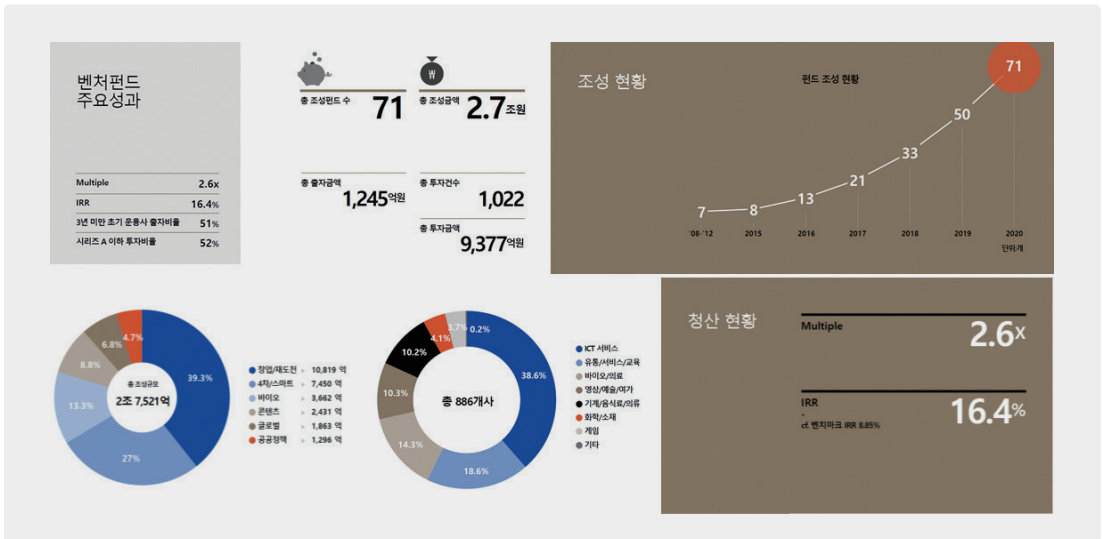 벤처펀드
주요성과
Multiple 2.6x
IRR 16.4%
3년 미만 초기 운용사 출자비율 51%
시리즈 A 이하 투자비율 52%
총 조성펀드 수 71
₩
총 조성금액 2.7조원
총 출자금액
1,245억원
총 투자건수
1,022
총 투자금액
9,377억원
조성 현황
펀드 조성 현황
7 8 13 21 33 50 71
'08-'12 2015 2016 2017 2018 2019 2020
단위개
39.3%
27%
13.3%
8.8%
6.8%
4.7%
총 조성규모
2조 7,521억
창업/재도전 10,819 억
4차/스마트 7,450 억
바이오 3,662 억
콘텐츠 2,431 억
글로벌 1,863 억
공공정책 1,296 억
38.6%
18.6%
14.3%
10.3%
10.2%
4.1%
3.7%
0.2%
총 886개사
ICT 서비스
유통/서비스/교육
바이오/의료
영상/예술/여가
기계/음식료/의류
화학/소재
게임
기타
청산 현황
Multiple
2.6x
IRR
-
cf. 벤치마크 IRR 8.85%
16.4%